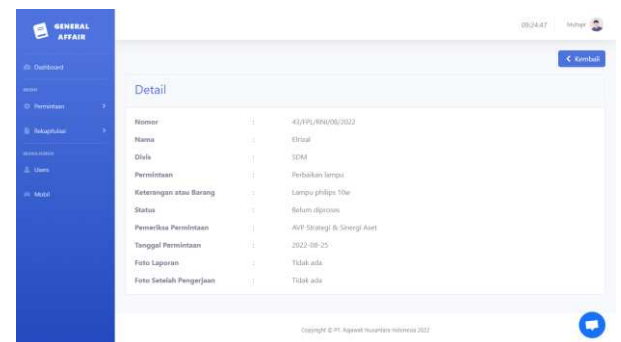 GENERAL
AFFAIR
09:24:47
Dashboard
Kembali
Detail
MENU
Permintaan
Rekapitulasi
Users
Mobil
Nomor : 43/FPL/RNI/08/2022
Nama : Efrizal
Divisi : SDM
Permintaan : Perbaikan lampu
Keterangan atau Barang : Lampu philips 10w
Status : Belum diproses
Pemeriksa Permintaan : AVP Strategi & Sinergi Aset
Tanggal Permintaan : 2022-08-25
Foto Laporan : Tidak ada
Foto Setelah Pengerjaan : Tidak ada
Copyright © PT. Rajawali Nusantara Indonesia 2022